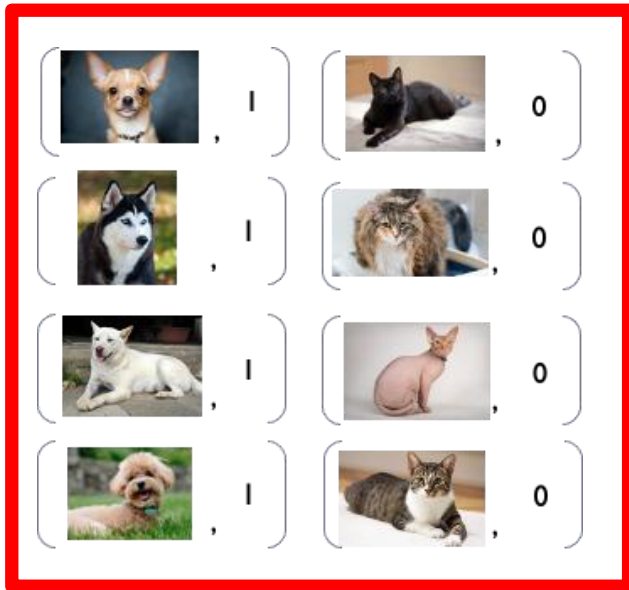 ( , 1 ) ( , 0 )
( , 1 ) ( , 0 )
( , 1 ) ( , 0 )
( , 1 ) ( , 0 )